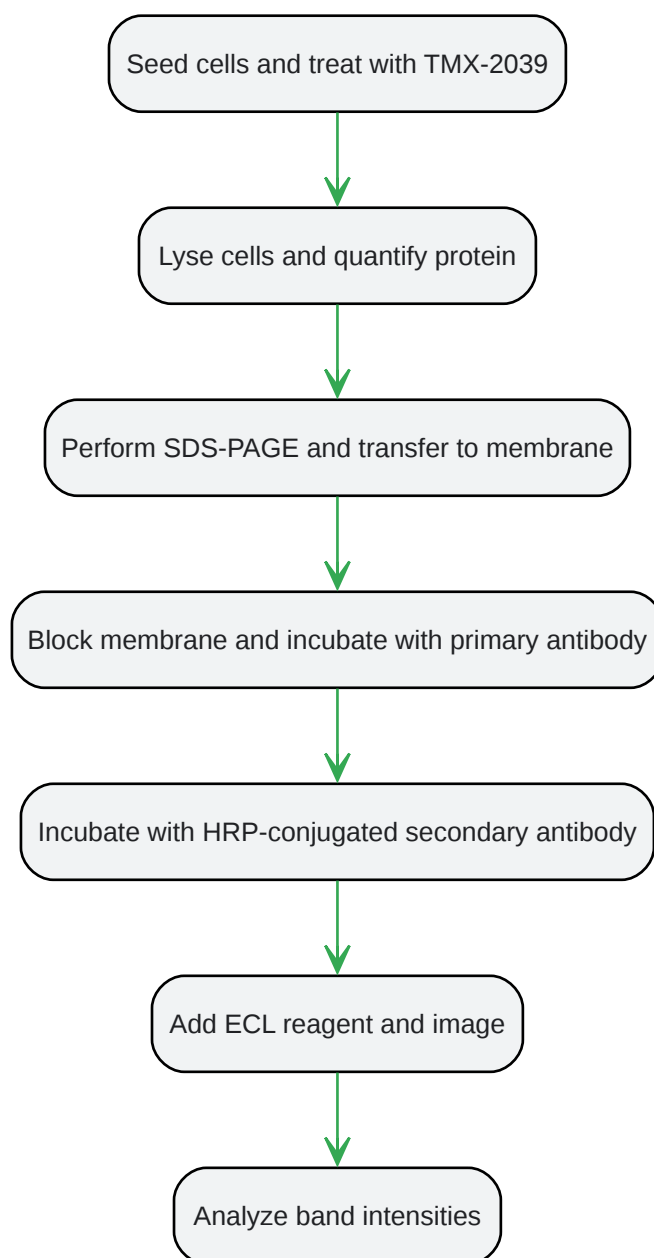 Seed cells and treat with TMX-2039
Lyse cells and quantify protein
Perform SDS-PAGE and transfer to membrane
Block membrane and incubate with primary antibody
Incubate with HRP-conjugated secondary antibody
Add ECL reagent and image
Analyze band intensities